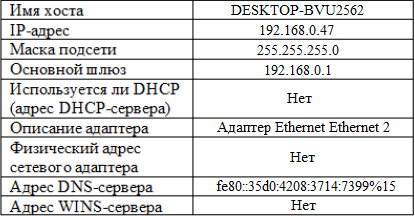 Имя хоста DESKTOP-BVU2562
IP-адрес 192.168.0.47
Маска подсети 255.255.255.0
Основной шлюз 192.168.0.1
Используется ли DHCP
(адрес DHCP-сервера) Нет
Описание адаптера Адаптер Ethernet Ethernet 2
Физический адрес
сетевого адаптера Нет
Адрес DNS-сервера fe80::35d0:4208:3714:7399%15
Адрес WINS-сервера Нет